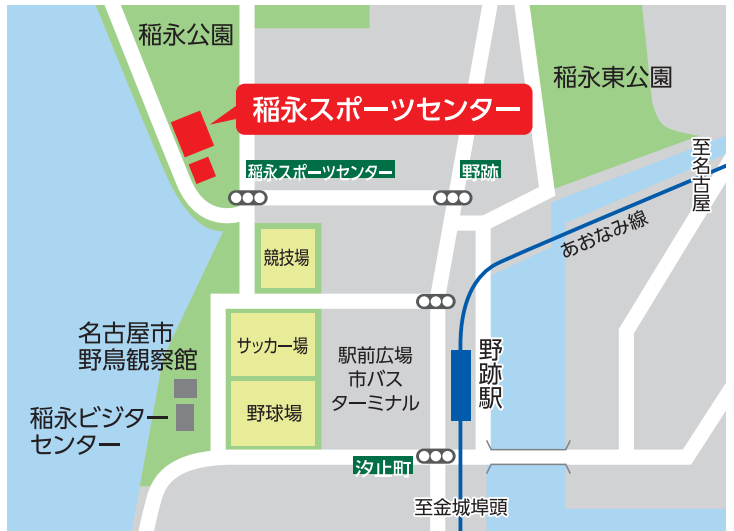 稲永公園
稲永東公園
稲永スポーツセンター
稲永スポーツセンター
野跡
至名古屋
あおなみ線
競技場
名古屋市
野鳥観察館
サッカー場
駅前広場
市バス
ターミナル
野跡駅
稲永ビジター
センター
野球場
汐止町
至金城埠頭